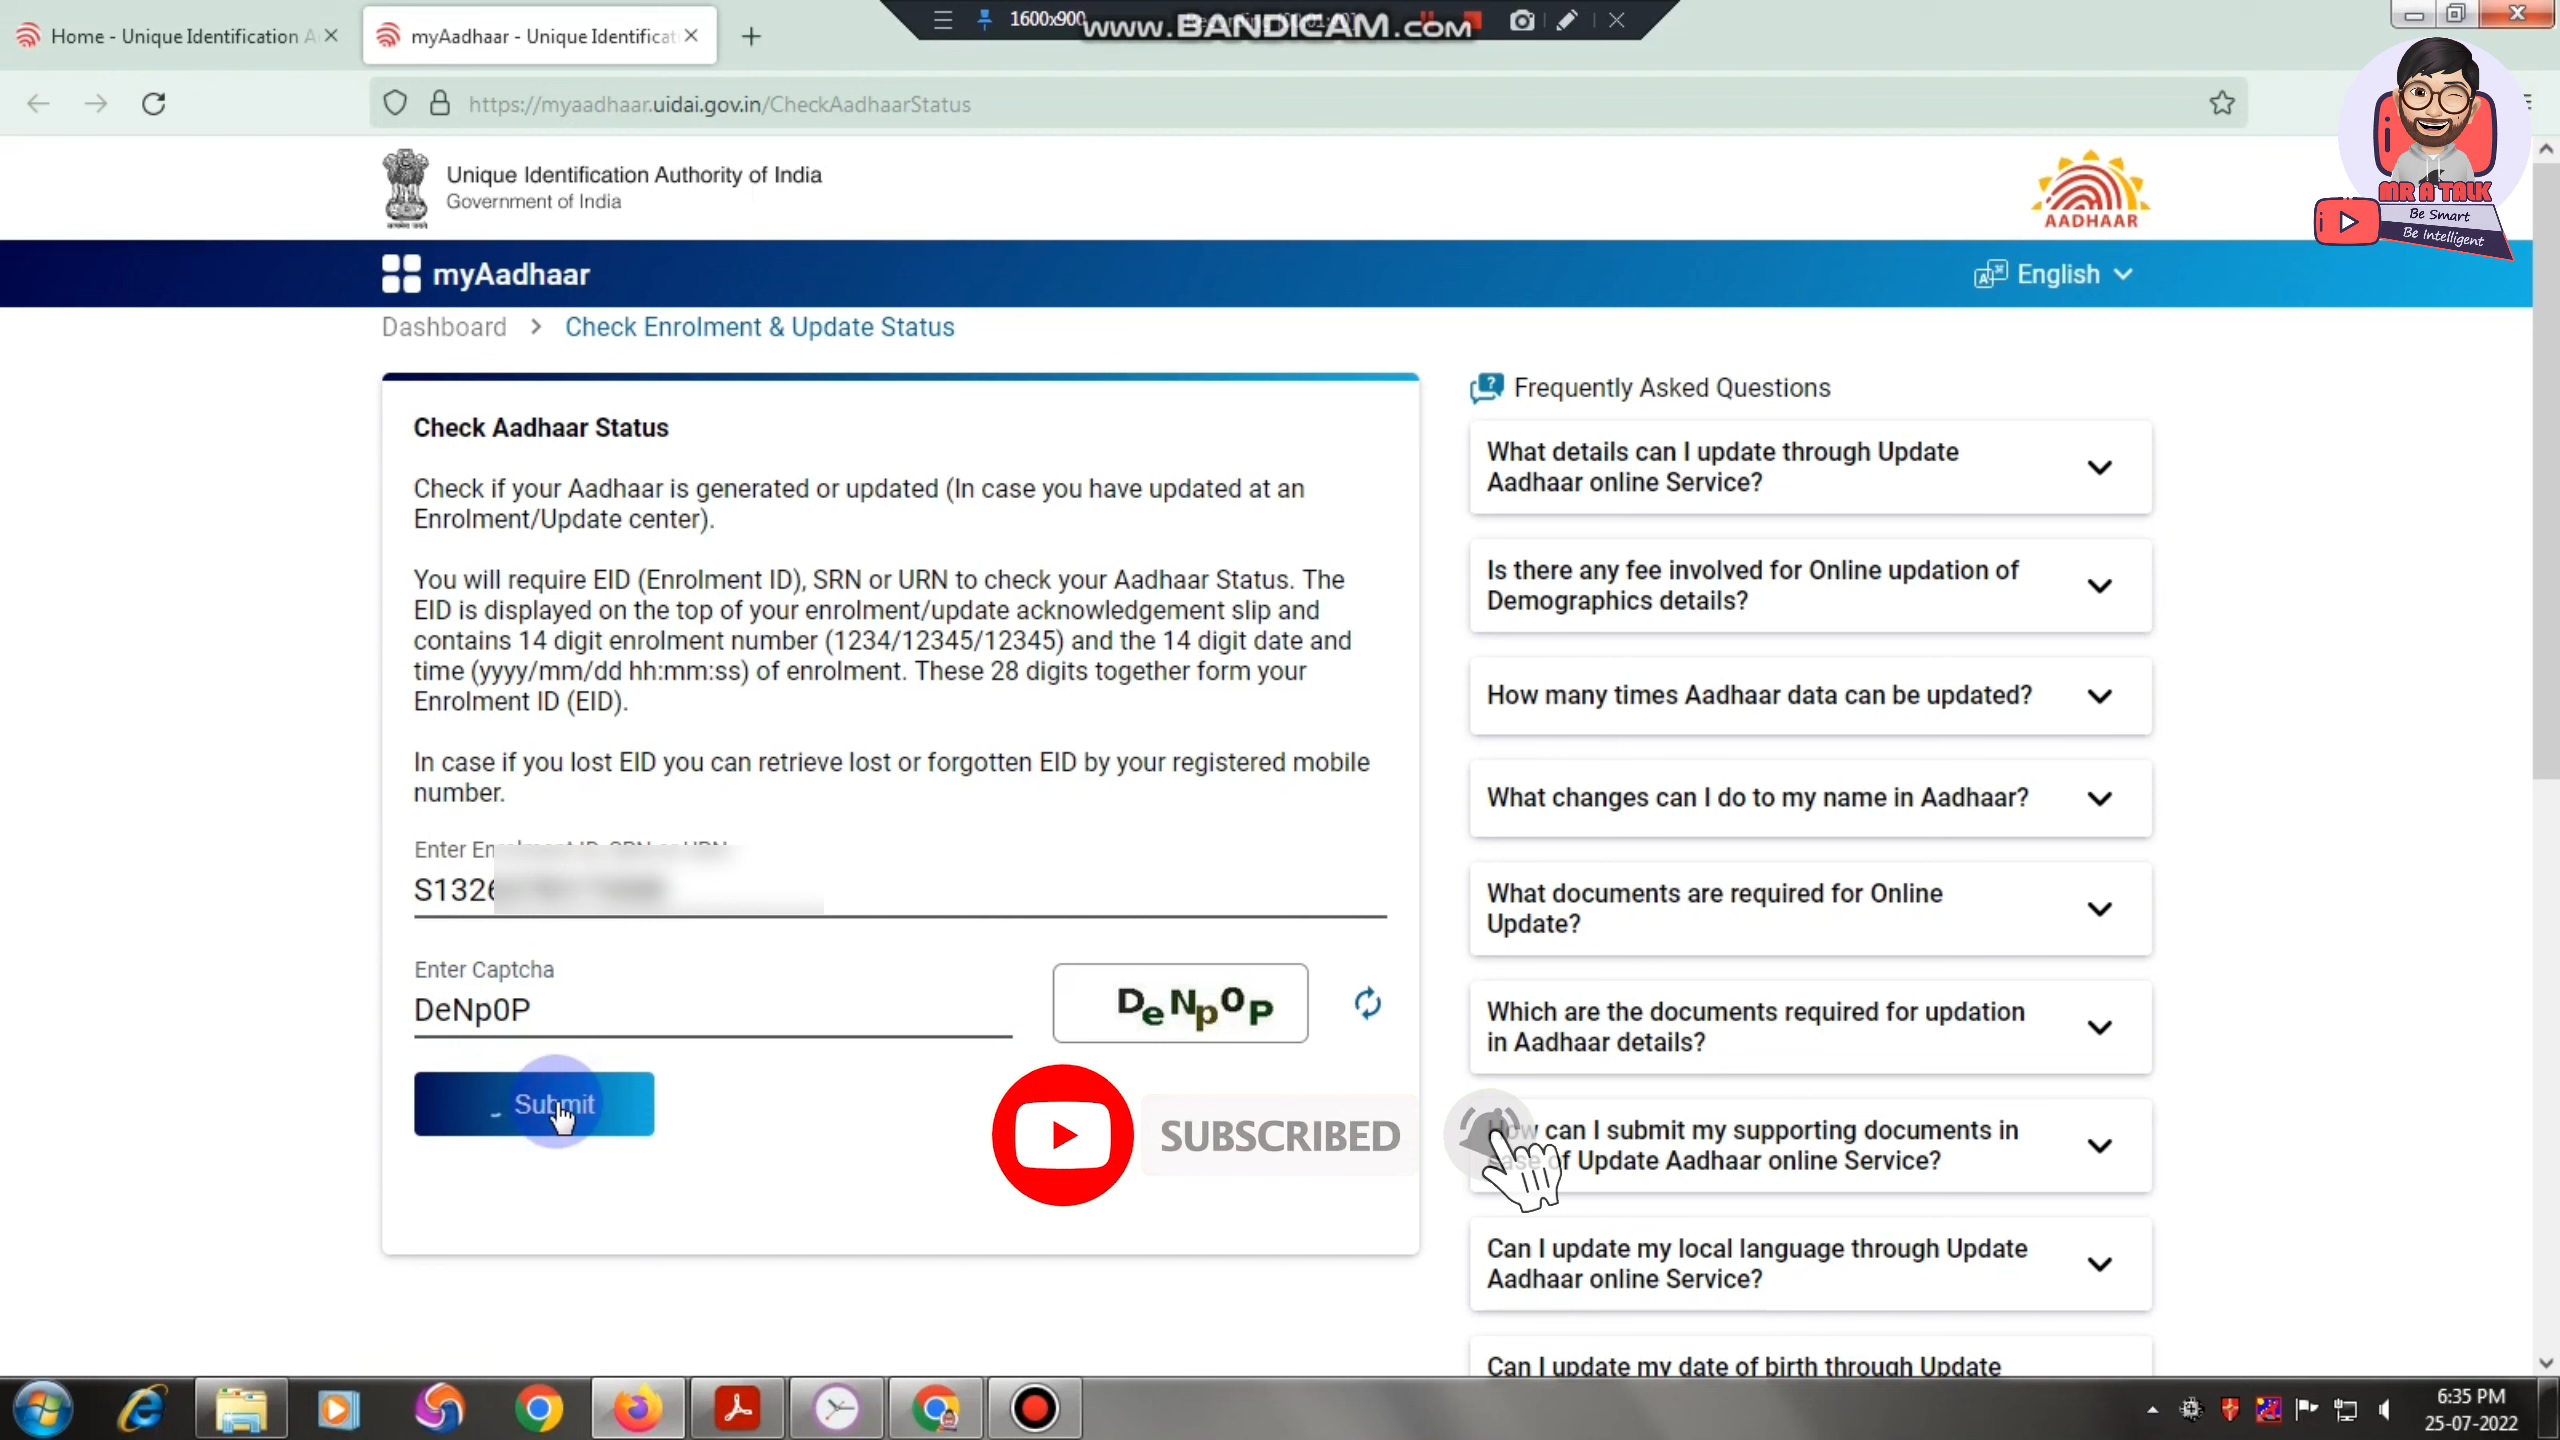 Home - Unique Identification A
myAadhaar - Unique Identificat
1600x900
www.BANDICAM.com
https://myaadhaar.uidai.gov.in/CheckAadhaarStatus
MR A TALK
Be Smart
Be Intelligent
Unique Identification Authority of India
Government of India
AADHAAR
myAadhaar
English
Dashboard > Check Enrolment & Update Status
Check Aadhaar Status
Check if your Aadhaar is generated or updated (In case you have updated at an
Enrolment/Update center).
You will require EID (Enrolment ID), SRN or URN to check your Aadhaar Status. The
EID is displayed on the top of your enrolment/update acknowledgement slip and
contains 14 digit enrolment number (1234/12345/12345) and the 14 digit date and
time (yyyy/mm/dd hh:mm:ss) of enrolment. These 28 digits together form your
Enrolment ID (EID).
In case if you lost EID you can retrieve lost or forgotten EID by your registered mobile
number.
Enter
S1326
Enter Captcha
DeNp0P
DeNp0P
Submit
SUBSCRIBED
Frequently Asked Questions
What details can I update through Update
Aadhaar online Service?
Is there any fee involved for Online updation of
Demographics details?
How many times Aadhaar data can be updated?
What changes can I do to my name in Aadhaar?
What documents are required for Online
Update?
Which are the documents required for updation
in Aadhaar details?
can I submit my supporting documents in
of Update Aadhaar online Service?
Can I update my local language through Update
Aadhaar online Service?
Can I update my date of birth through Update
6:35 PM
25-07-2022